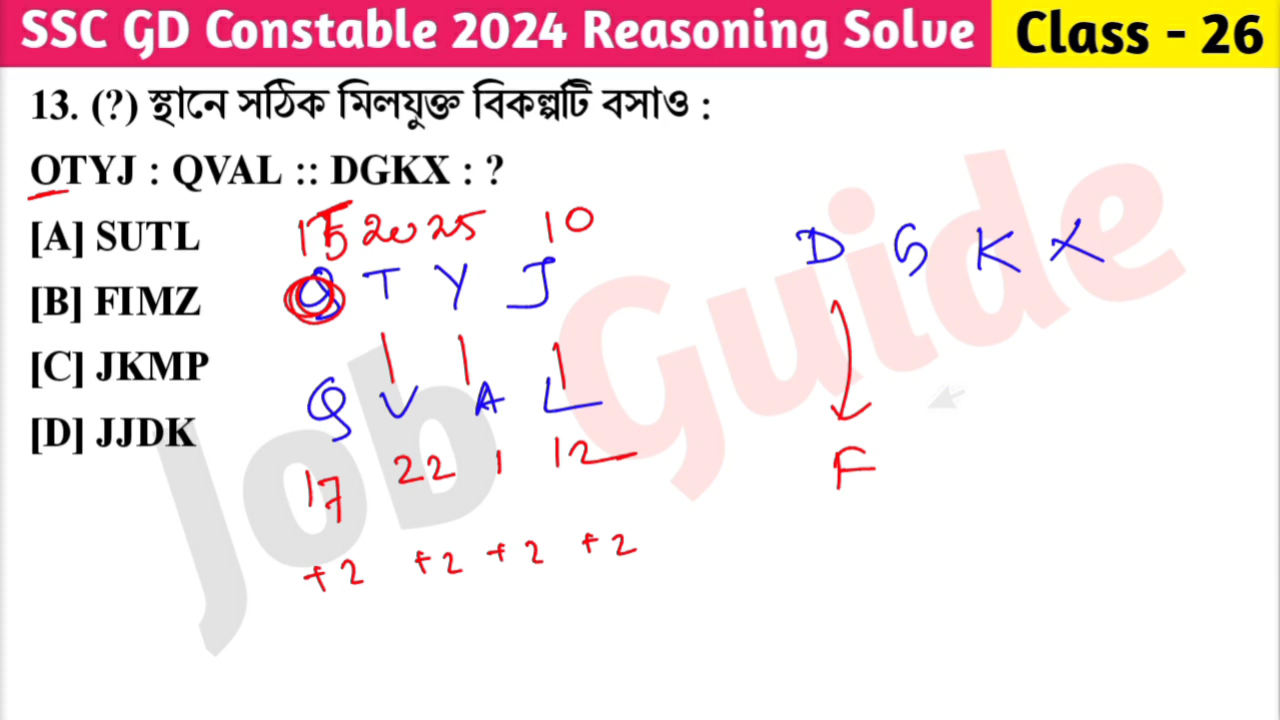 SSC GD Constable 2024 Reasoning Solve
Class - 26
13. (?) স্থানে সঠিক মিলযুক্ত বিকল্পটি বসাও :
OTYJ : QVAL :: DGKX : ?
[A] SUTL
[B] FIMZ
[C] JKMP
[D] JJDK
15 20 25 10
O T Y J
Q V A L
17 22 1 12
+2 +2 +2 +2
D G K X
F
Job Guide